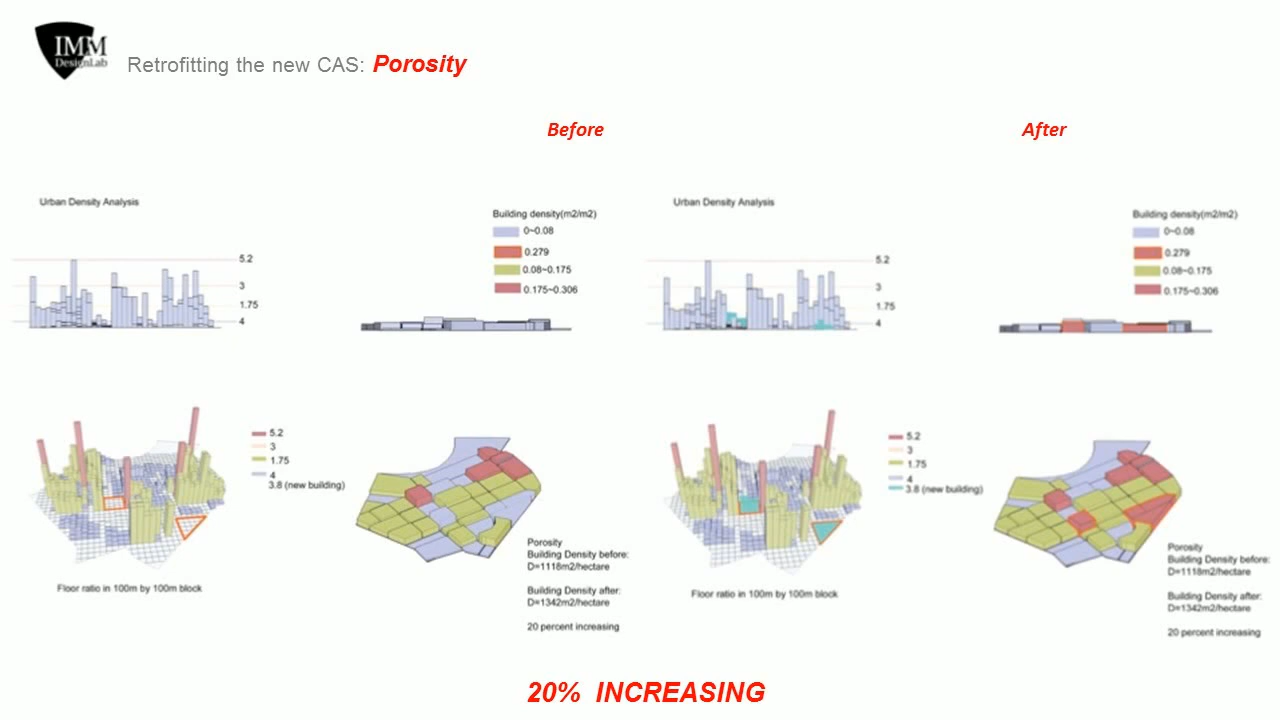 IMM
DesignLab
Retrofitting the new CAS: Porosity
Before
After
Urban Density Analysis
5.2
3
1.75
4
Building density(m2/m2)
0~0.08
0.279
0.08~0.175
0.175~0.306
Urban Density Analysis
5.2
3
1.75
4
Building density(m2/m2)
0~0.08
0.279
0.08~0.175
0.175~0.306
5.2
3
1.75
4
3.8 (new building)
Floor ratio in 100m by 100m block
Porosity
Building Density before:
D=1118m2/hectare
Building Density after:
D=1342m2/hectare
20 percent increasing
5.2
3
1.75
4
3.8 (new building)
Floor ratio in 100m by 100m block
Porosity
Building Density before:
D=1118m2/hectare
Building Density after:
D=1342m2/hectare
20 percent increasing
20% INCREASING